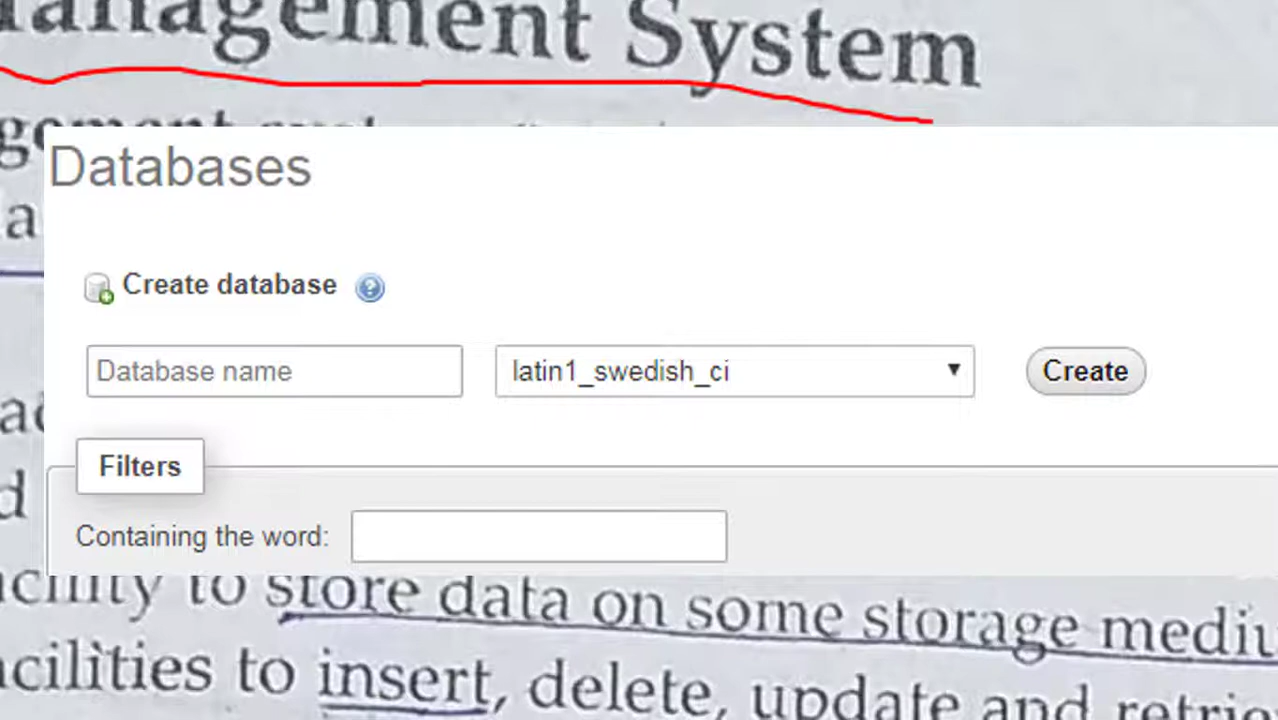 anagement System
Databases
a
Create database
Database name
latin1_swedish_ci
Create
Filters
d
Containing the word:
to store data on some storage mediu
acilities to insert, delete, update and retrie